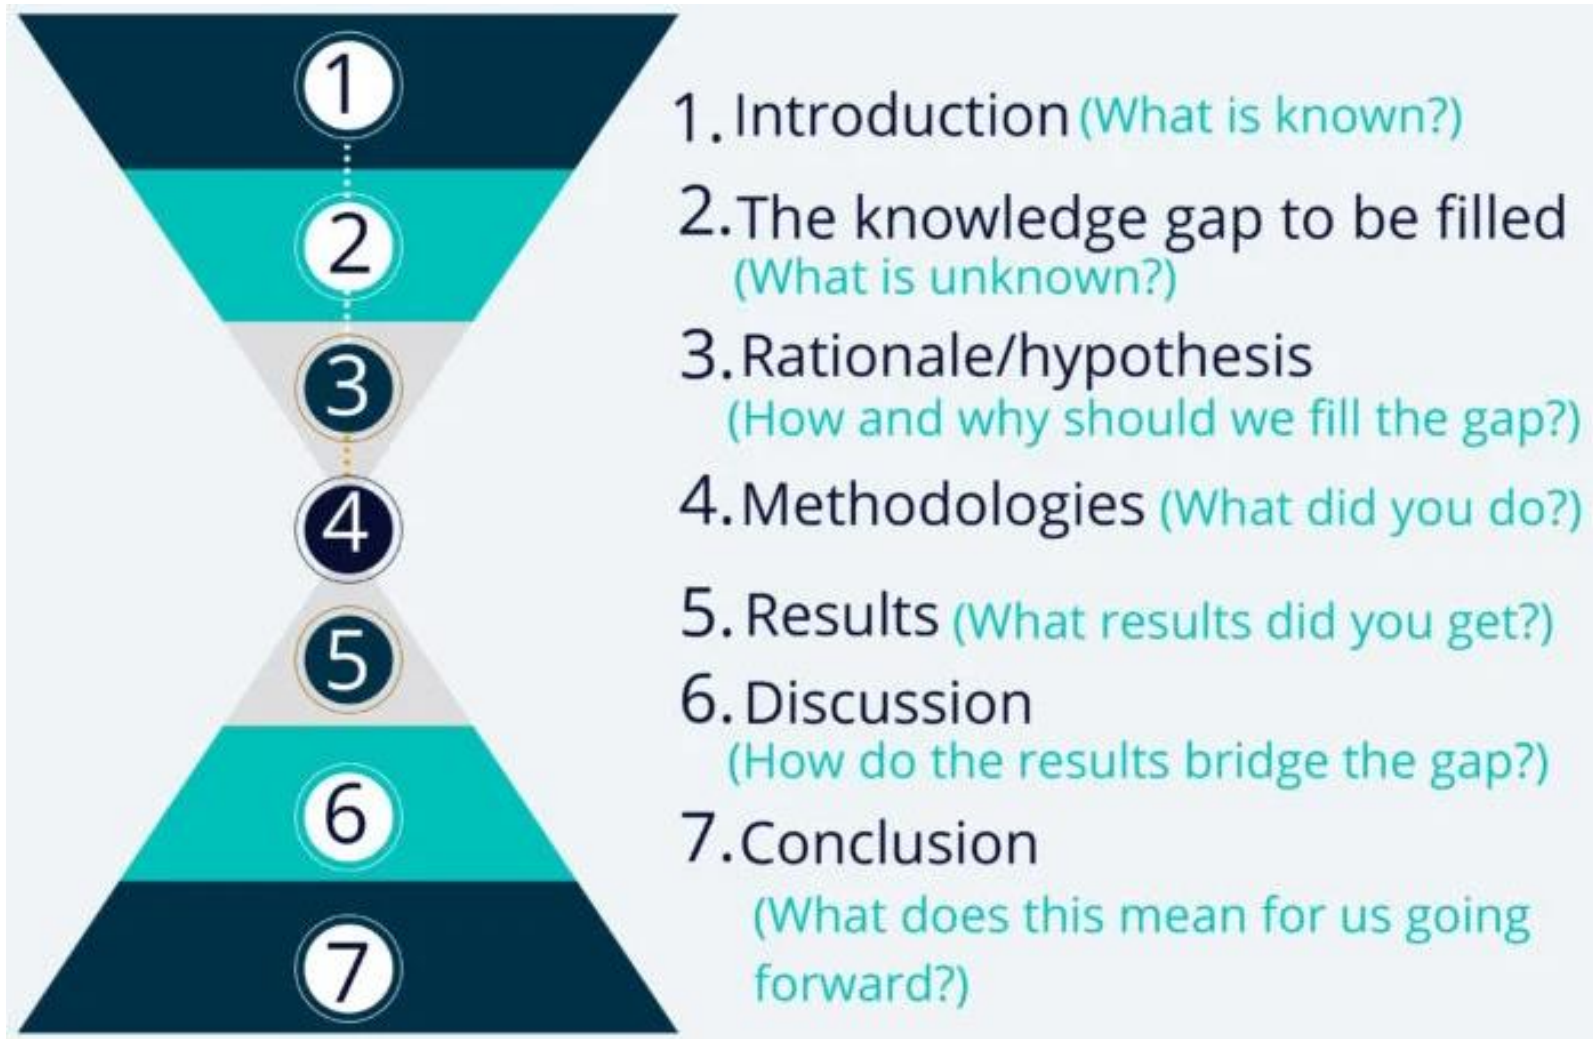 1
2
3
4
5
6
7
1. Introduction (What is known?)
2. The knowledge gap to be filled
(What is unknown?)
3. Rationale/hypothesis
(How and why should we fill the gap?)
4. Methodologies (What did you do?)
5. Results (What results did you get?)
6. Discussion
(How do the results bridge the gap?)
7. Conclusion
(What does this mean for us going
forward?)